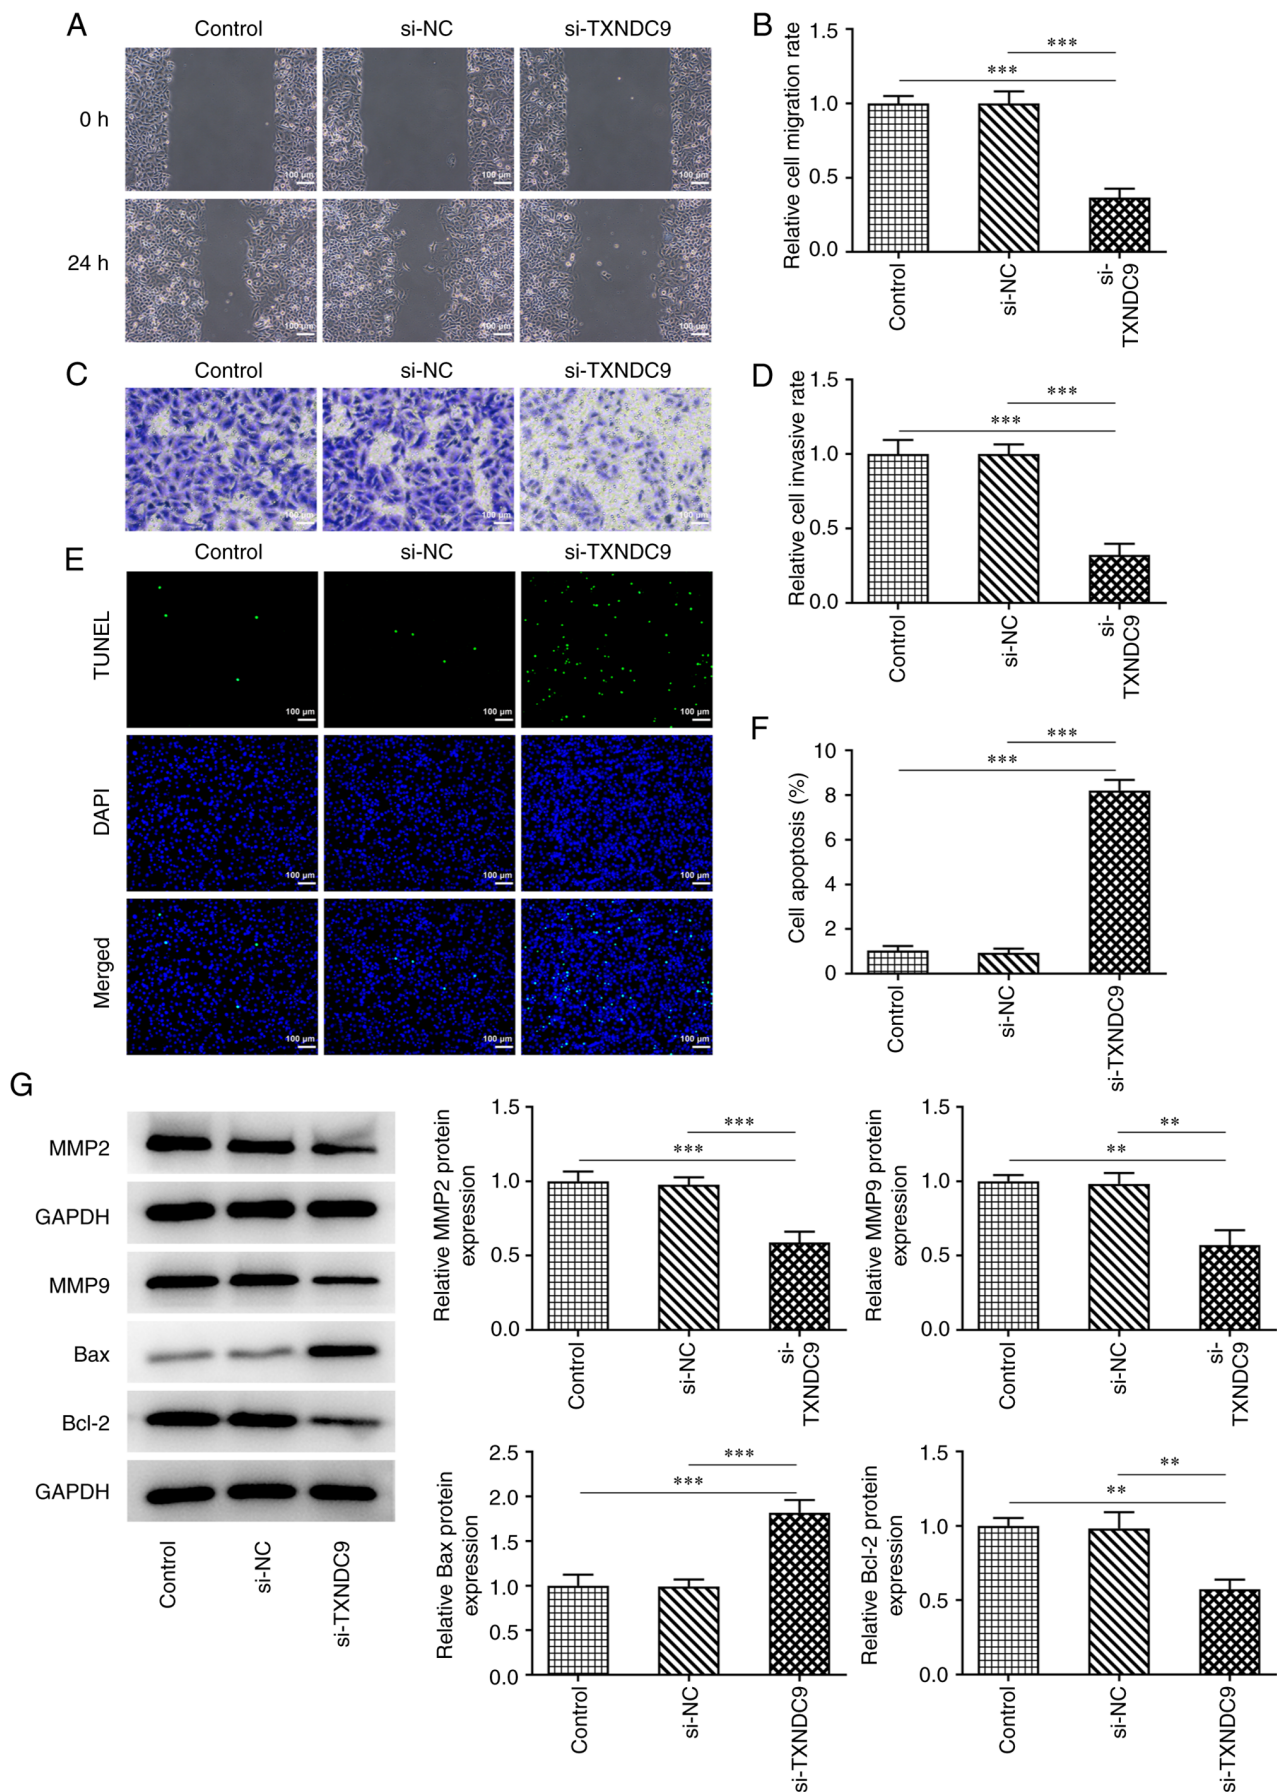 A
Control
si-NC
si-TXNDC9
0 h
100 µm
100 µm
100 µm
24 h
100 µm
100 µm
100 µm
B
Relative cell migration rate
1.5
1.0
0.5
0.0
***
***
Control
si-NC
si-
TXNDC9
C
Control
si-NC
si-TXNDC9
100 µm
100 µm
100 µm
D
Relative cell invasive rate
1.5
1.0
0.5
0.0
***
***
Control
si-NC
si-
TXNDC9
E
Control
si-NC
si-TXNDC9
TUNEL
100 µm
100 µm
100 µm
DAPI
100 µm
100 µm
100 µm
Merged
100 µm
100 µm
100 µm
F
Cell apoptosis (%)
10
8
6
4
2
0
***
***
Control
si-NC
si-TXNDC9
G
MMP2
GAPDH
MMP9
Bax
Bcl-2
GAPDH
Control
si-NC
si-TXNDC9
Relative MMP2 protein
expression
1.5
1.0
0.5
0.0
***
***
Control
si-NC
si-
TXNDC9
Relative MMP9 protein
expression
1.5
1.0
0.5
0.0
**
**
Control
si-NC
si-
TXNDC9
Relative Bax protein
expression
2.5
2.0
1.5
1.0
0.5
0.0
***
***
Control
si-NC
si-TXNDC9
Relative Bcl-2 protein
expression
1.5
1.0
0.5
0.0
**
**
Control
si-NC
si-TXNDC9